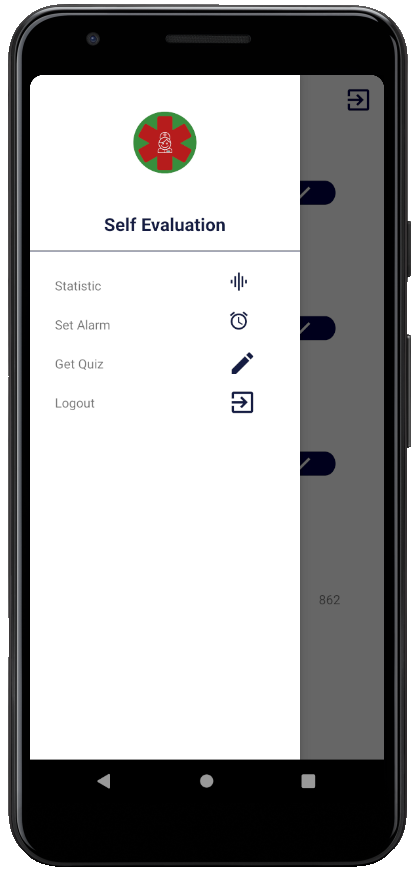 Self Evaluation
Statistic
Set Alarm
Get Quiz
Logout
862